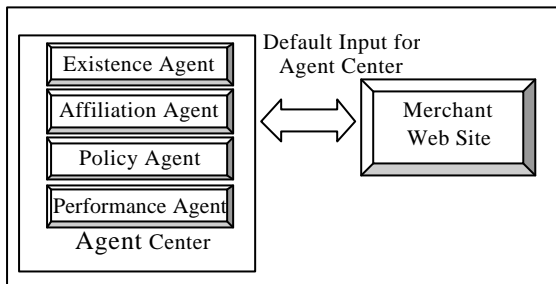 Existence Agent
Affiliation Agent
Policy Agent
Performance Agent
Agent Center
Default Input for
Agent Center
Merchant
Web Site